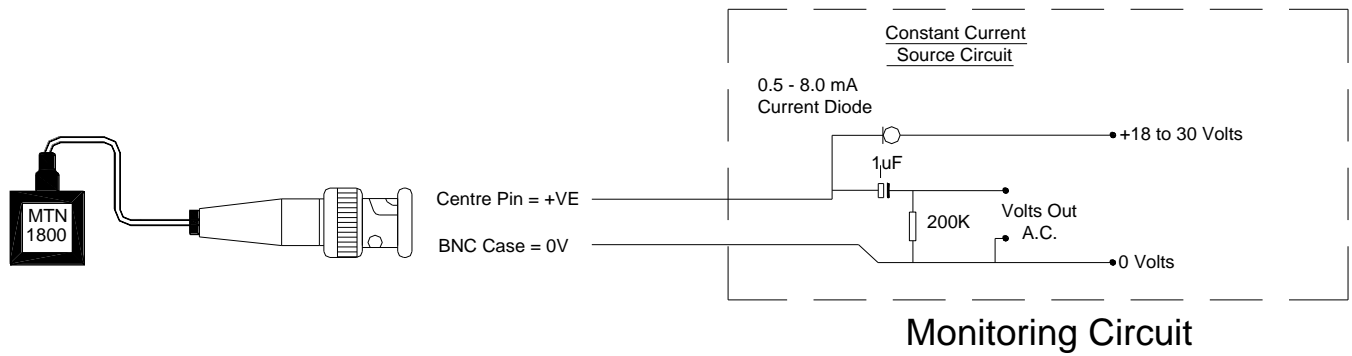 Constant Current
Source Circuit
0.5 - 8.0 mA
Current Diode
+18 to 30 Volts
1uF
MTN
1800
Centre Pin = +VE
Volts Out
A.C.
200K
BNC Case = 0V
0 Volts
Monitoring Circuit